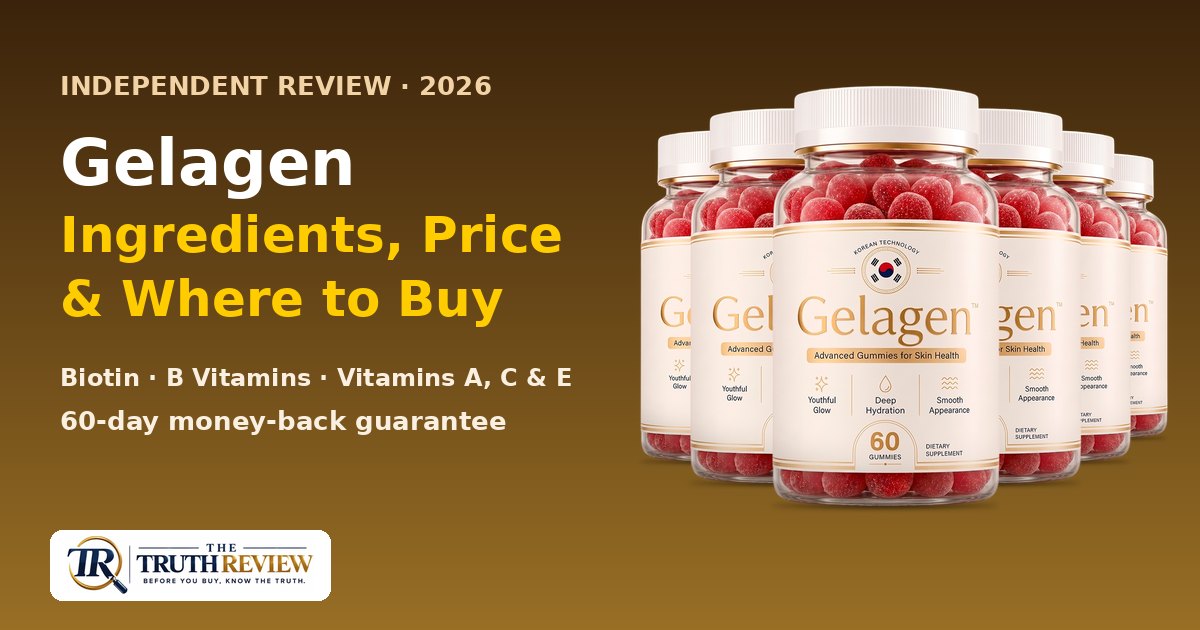 INDEPENDENT REVIEW · 2026
Gelagen
Ingredients, Price
& Where to Buy
Biotin · B Vitamins · Vitamins A, C & E
60-day money-back guarantee
TR
THE
TRUTH REVIEW
BEFORE YOU BUY, KNOW THE TRUTH.
KOREAN TECHNOLOGY
Gelagen™
Advanced Gummies for Skin Health
Youthful Glow
Deep Hydration
Smooth Appearance
60
GUMMIES
DIETARY SUPPLEMENT